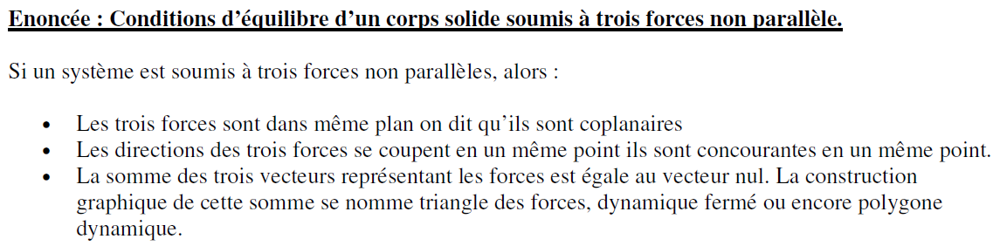 Enoncée : Conditions d’équilibre d’un corps solide soumis à trois forces non parallèle.
Si un système est soumis à trois forces non parallèles, alors :
• Les trois forces sont dans même plan on dit qu’ils sont coplanaires
• Les directions des trois forces se coupent en un même point ils sont concourantes en un même point.
• La somme des trois vecteurs représentant les forces est égale au vecteur nul. La construction
graphique de cette somme se nomme triangle des forces, dynamique fermé ou encore polygone
dynamique.